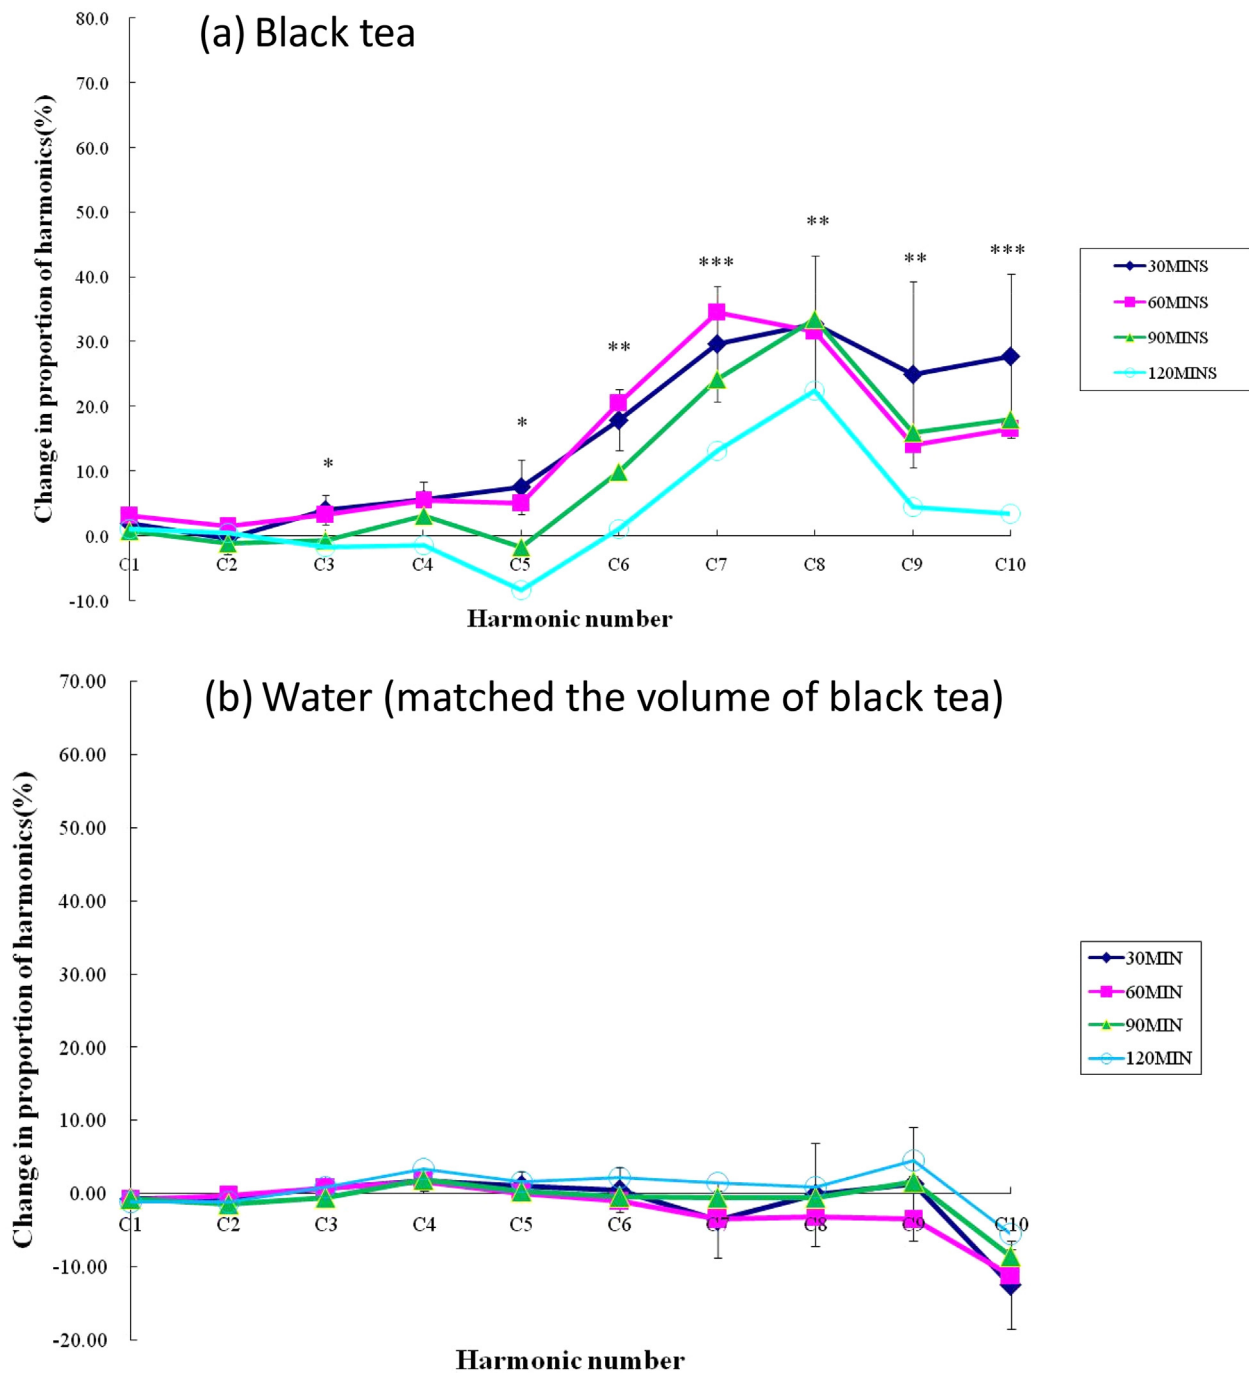 (a) Black tea
Change in proportion of harmonics(%)
80.0
70.0
60.0
50.0
40.0
30.0
20.0
10.0
0.0
-10.0
* * ** *** ** ** ***
C1 C2 C3 C4 C5 C6 C7 C8 C9 C10
Harmonic number
30MINS
60MINS
90MINS
120MINS
(b) Water (matched the volume of black tea)
Change in proportion of harmonics(%)
70.00
60.00
50.00
40.00
30.00
20.00
10.00
0.00
-10.00
-20.00
C1 C2 C3 C4 C5 C6 C7 C8 C9 C10
Harmonic number
30MIN
60MIN
90MIN
120MIN